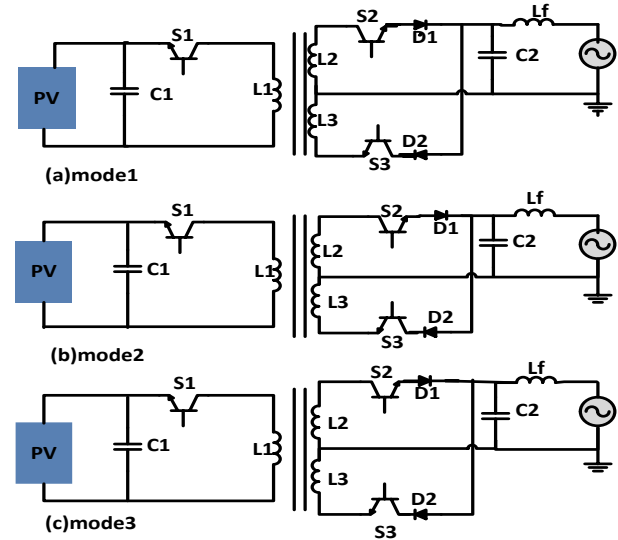 S1
S2
D1
Lf
PV
C1
L1
L2
C2
L3
D2
S3
(a)mode1
S1
S2
D1
Lf
PV
C1
L1
L2
C2
L3
D2
S3
(b)mode2
S1
S2
D1
Lf
PV
C1
L1
L2
C2
L3
D2
S3
(c)mode3